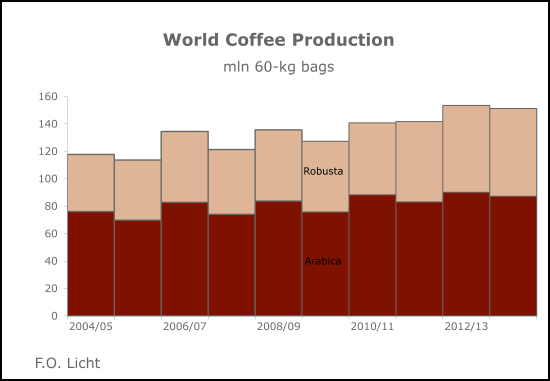 World Coffee Production
mln 60-kg bags
160
140
120
100
80
60
40
20
0
Robusta
Arabica
2004/05 2006/07 2008/09 2010/11 2012/13
F.O. Licht